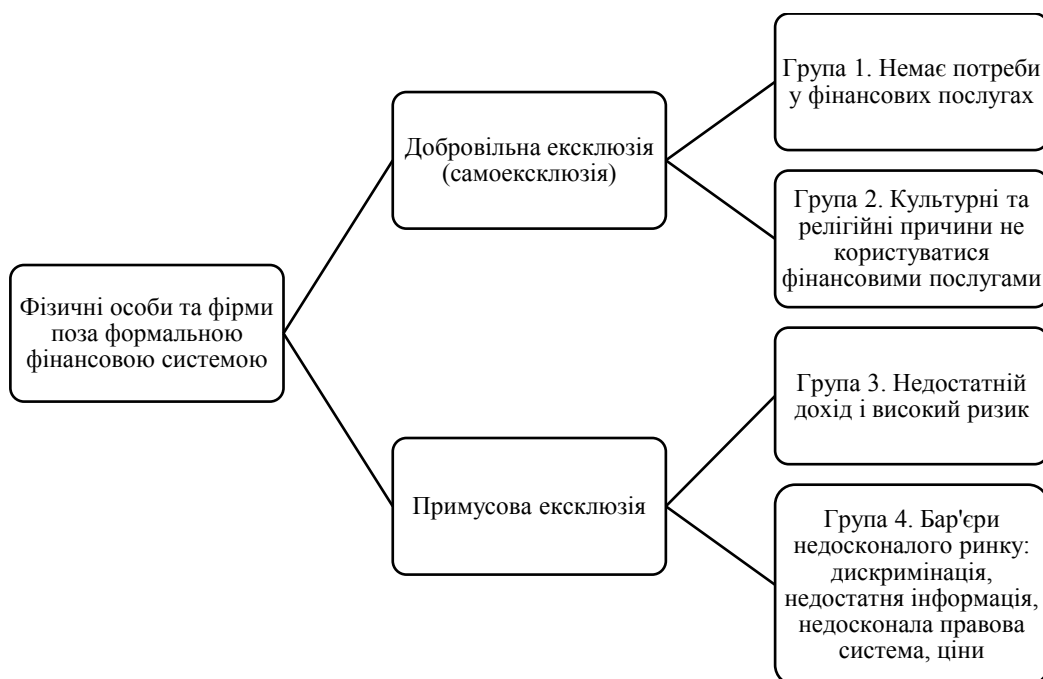 Фізичні особи та фірми
поза формальною
фінансовою системою
Добровільна ексклюзія
(самоексклюзія)
Група 1. Немає потреби
у фінансових послугах
Група 2. Культурні та
релігійні причини не
користуватися
фінансовими послугами
Примусова ексклюзія
Група 3. Недостатній
дохід і високий ризик
Група 4. Бар'єри
недосконалого ринку:
дискримінація,
недостатня інформація,
недосконала правова
система, ціни